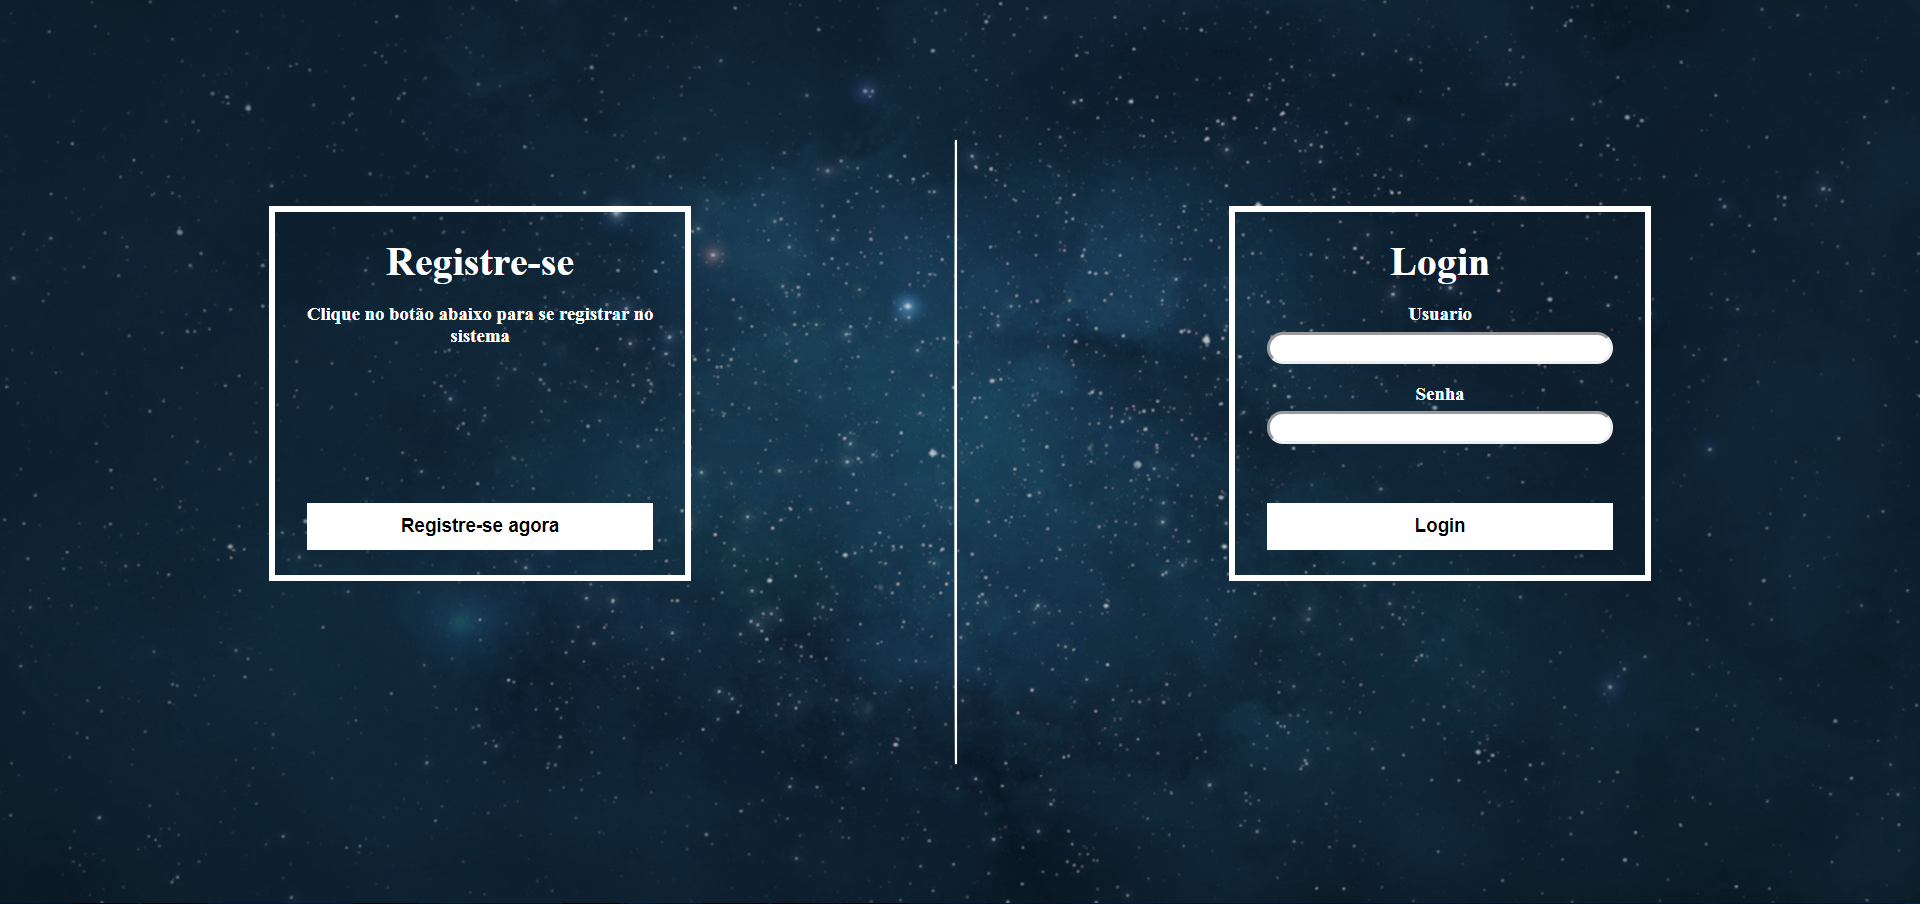 Registre-se
Clique no botão abaixo para se registrar no
sistema
Registre-se agora
Login
Usuario
Senha
Login